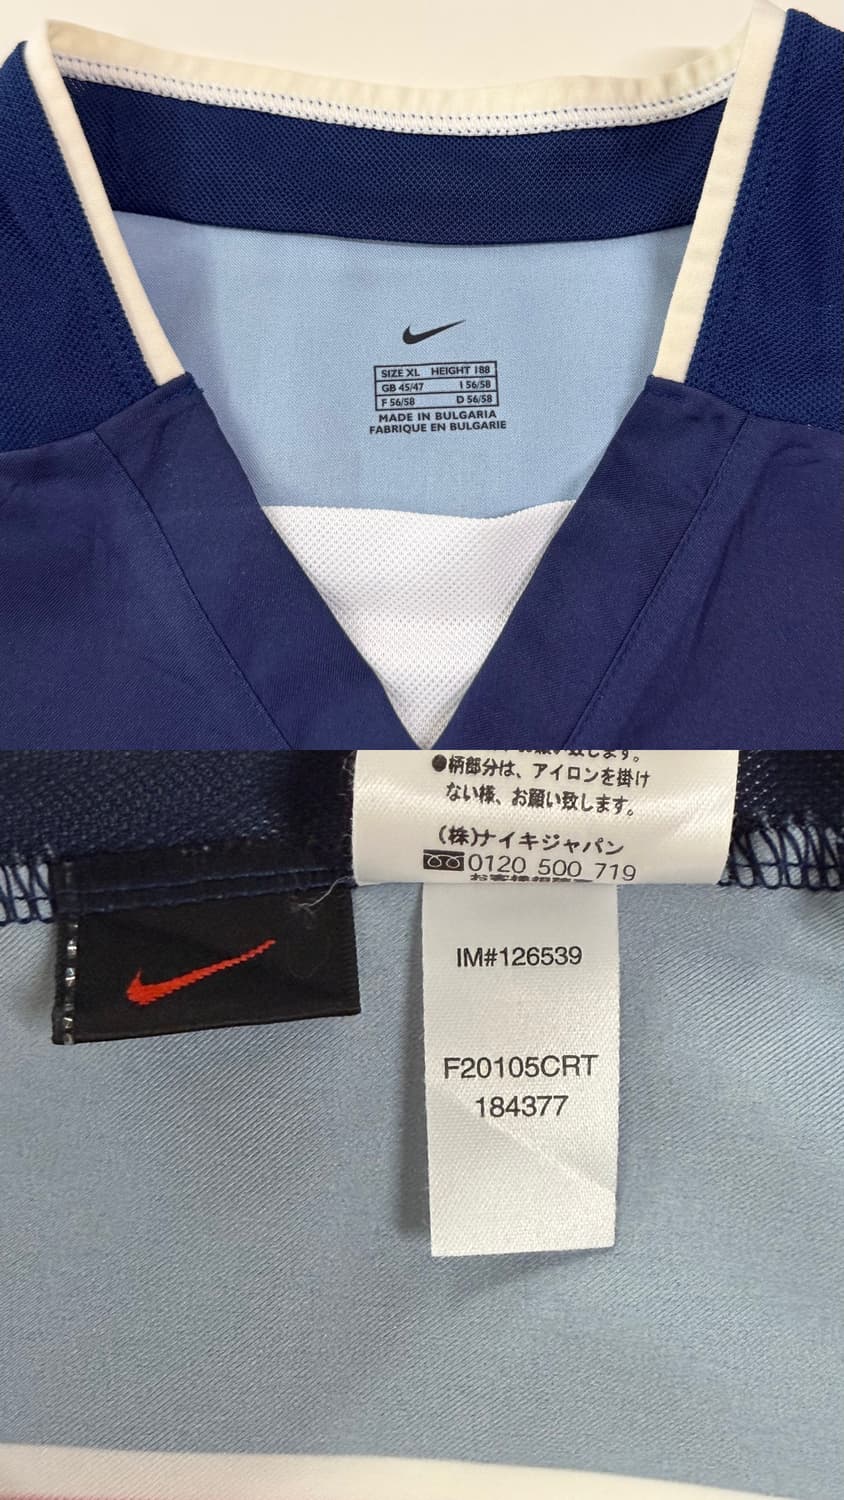 SIZE XL HEIGHT 188
GB 45/47 I 56/58
F 56/58 D 56/58
MADE IN BULGARIA
FABRIQUE EN BULGARIE
●柄部分は、アイロンを掛け
ない様、お願い致します。
(株)ナイキジャパン
0120 500 719
IM#126539
F20105CRT
184377